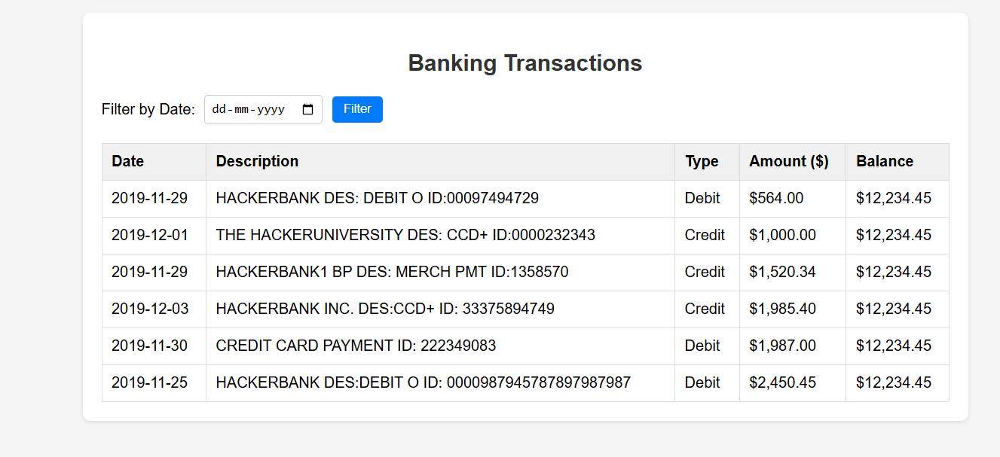 Banking Transactions
Filter by Date: dd-mm-yyyy Filter
Date Description Type Amount ($) Balance
2019-11-29 HACKERBANK DES: DEBIT O ID:00097494729 Debit $564.00 $12,234.45
2019-12-01 THE HACKERUNIVERSITY DES: CCD+ ID:0000232343 Credit $1,000.00 $12,234.45
2019-11-29 HACKERBANK1 BP DES: MERCH PMT ID:1358570 Credit $1,520.34 $12,234.45
2019-12-03 HACKERBANK INC. DES:CCD+ ID: 33375894749 Credit $1,985.40 $12,234.45
2019-11-30 CREDIT CARD PAYMENT ID: 222349083 Debit $1,987.00 $12,234.45
2019-11-25 HACKERBANK DES:DEBIT O ID: 00009879457878979​87987 Debit $2,450.45 $12,234.45